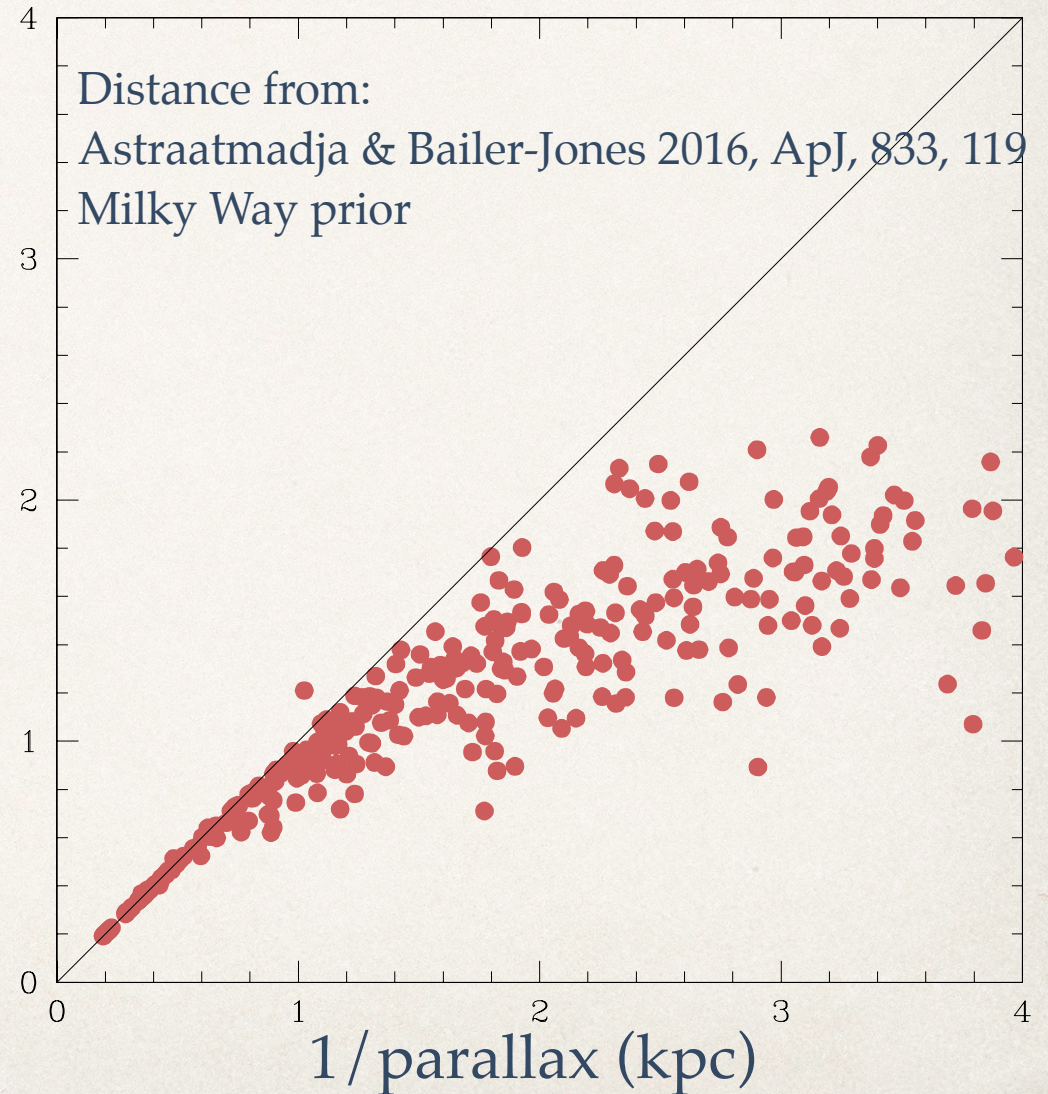 4
Distance from:
Astraatmadja & Bailer-Jones 2016, ApJ, 833, 119
Milky Way prior
3
2
1
0
0 1 2 3 4
1/parallax (kpc)